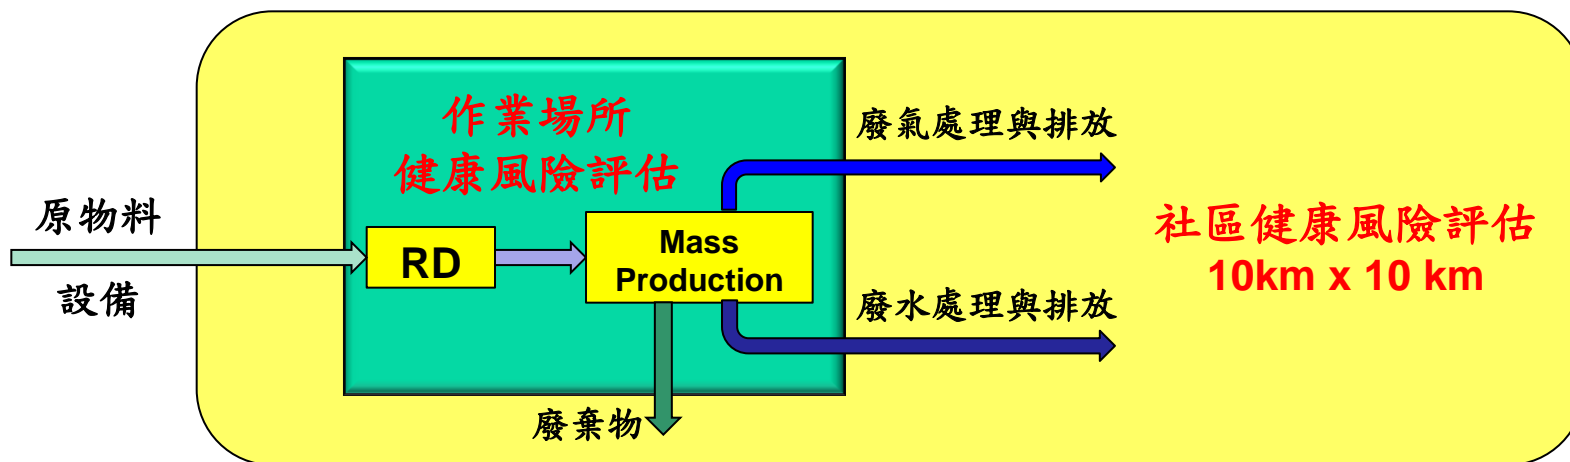 作業場所
健康風險評估
廢氣處理與排放
原物料
設備
RD
Mass
Production
社區健康風險評估
10km x 10 km
廢水處理與排放
廢棄物